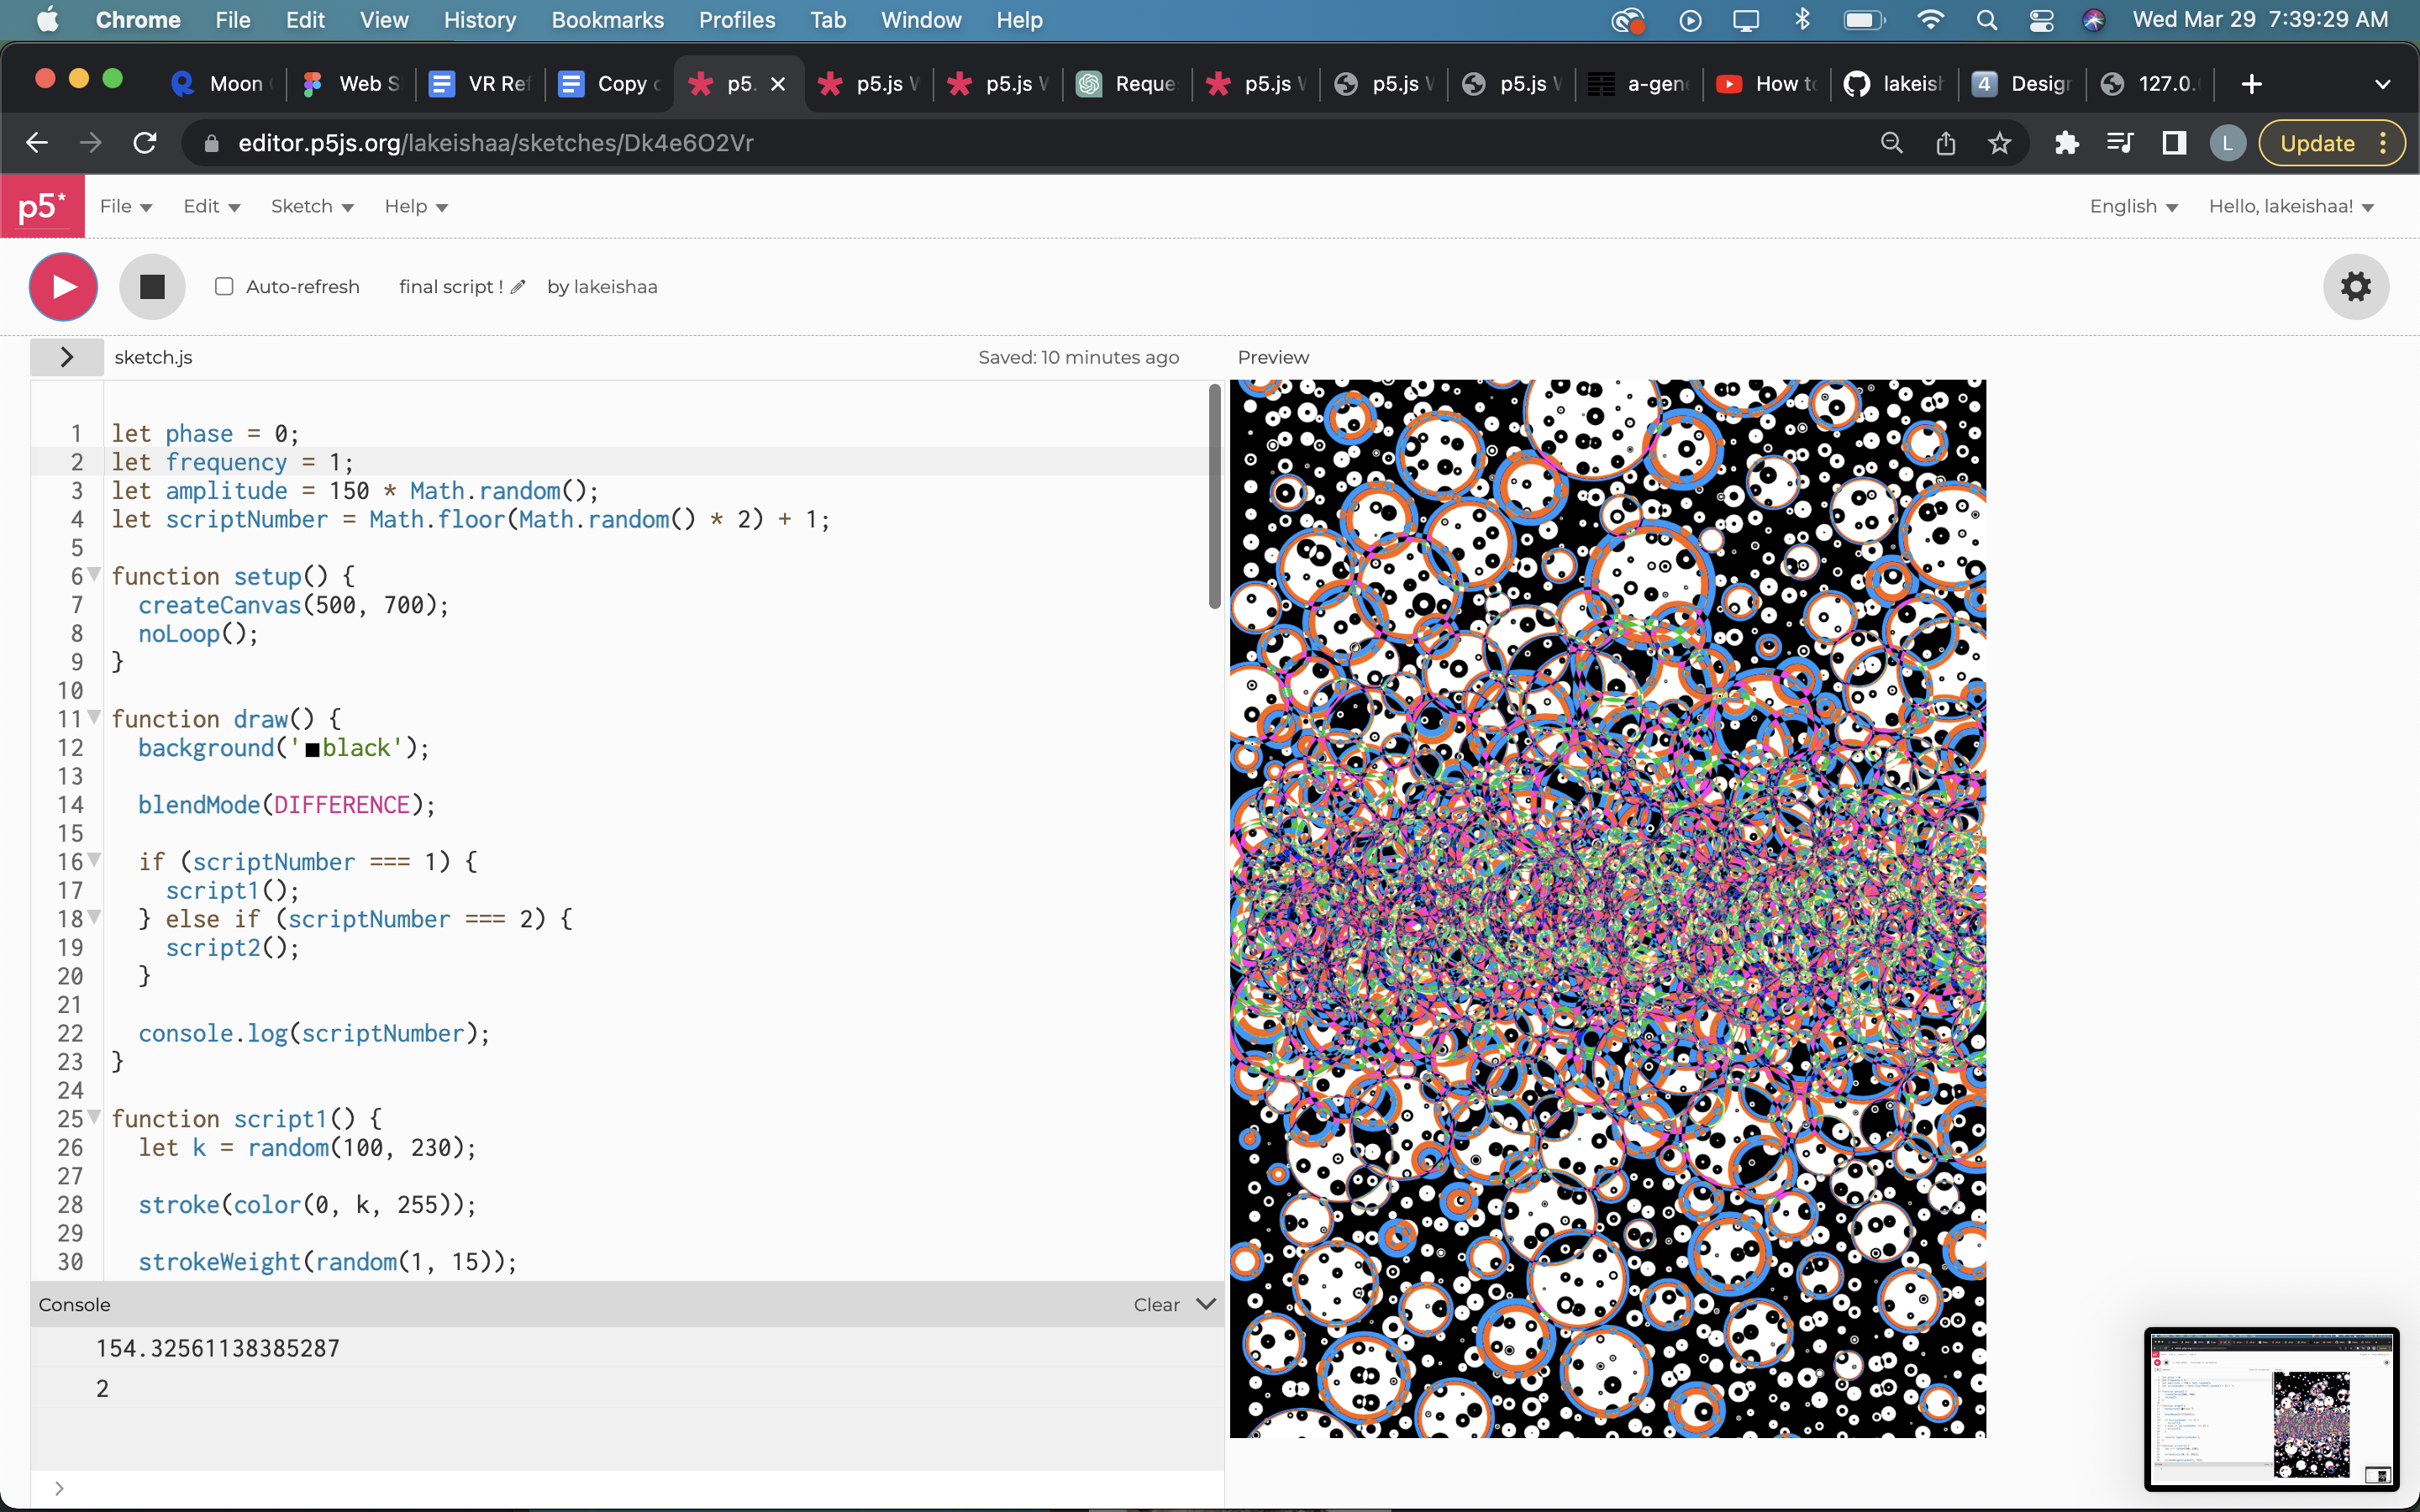 Chrome File Edit View History Bookmarks Profiles Tab Window Help Wed Mar 29 7:39:29 AM
Moon Web S VR Ref Copy p5. p5.js p5.js Reque p5.js p5.js p5.js a-gen How to lakeish 4 Design 127.0.
editor.p5js.org/lakeishaa/sketches/Dk4e6O2Vr L Update
p5* File Edit Sketch Help English Hello, lakeishaa!
Auto-refresh final script ! by lakeishaa
sketch.js Saved: 10 minutes ago Preview
1 let phase = 0;
2 let frequency = 1;
3 let amplitude = 150 * Math.random();
4 let scriptNumber = Math.floor(Math.random() * 2) + 1;
5
6 function setup() {
7 createCanvas(500, 700);
8 noLoop();
9 }
10
11 function draw() {
12 background('black');
13
14 blendMode(DIFFERENCE);
15
16 if (scriptNumber === 1) {
17 script1();
18 } else if (scriptNumber === 2) {
19 script2();
20 }
21
22 console.log(scriptNumber);
23 }
24
25 function script1() {
26 let k = random(100, 230);
27
28 stroke(color(0, k, 255));
29
30 strokeWeight(random(1, 15));
Console Clear
154.32561138385287
2